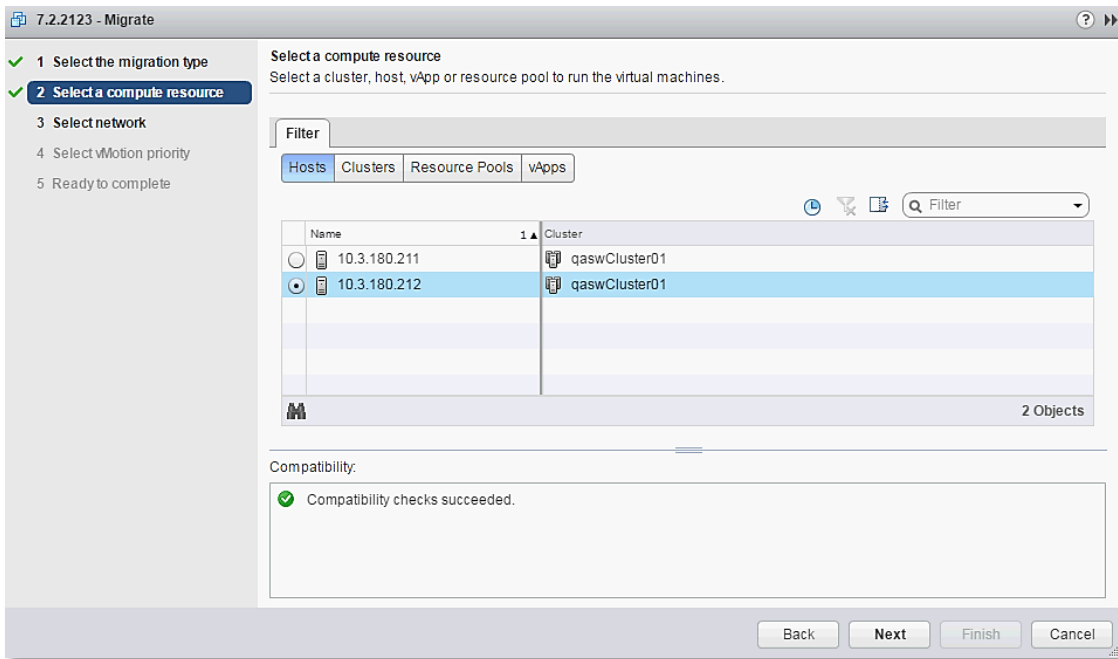 7.2.2123 - Migrate
?
1 Select the migration type
2 Select a compute resource
3 Select network
4 Select vMotion priority
5 Ready to complete
Select a compute resource
Select a cluster, host, vApp or resource pool to run the virtual machines.
Filter
Hosts Clusters Resource Pools vApps
Filter
Name 1 Cluster
10.3.180.211 qaswCluster01
10.3.180.212 qaswCluster01
2 Objects
Compatibility:
Compatibility checks succeeded.
Back Next Finish Cancel